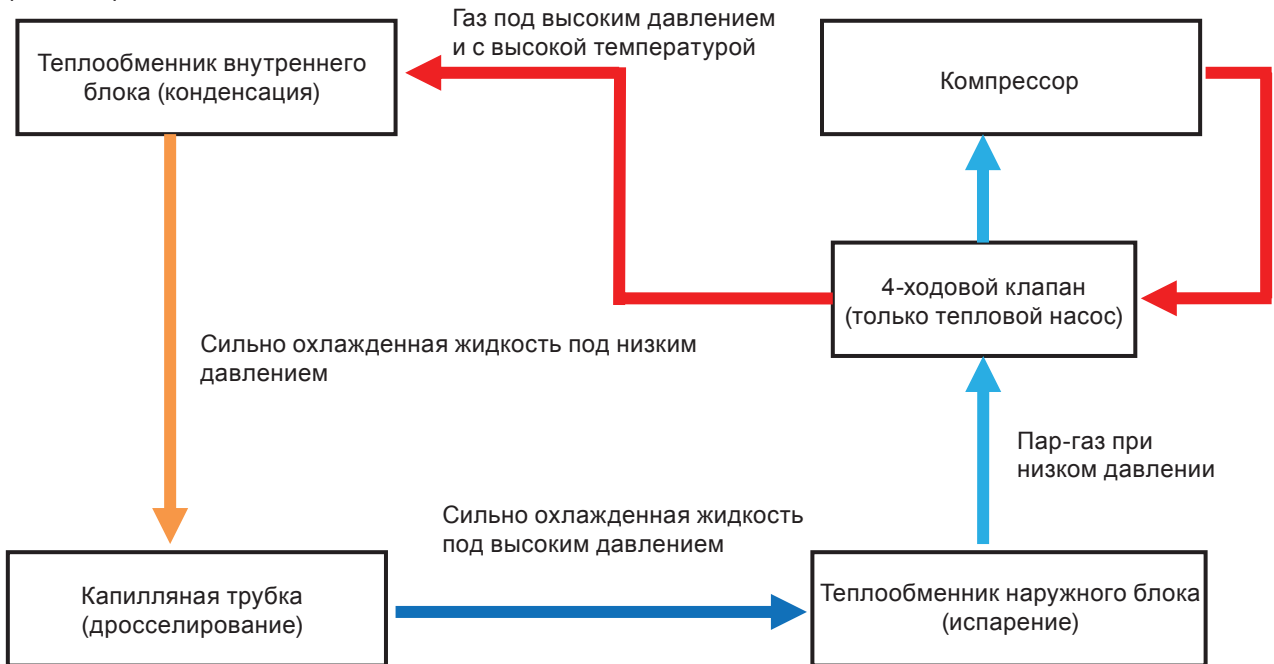 Газ под высоким давлением
и с высокой температурой
Теплообменник внутреннего
блока (конденсация)
Компрессор
4-ходовой клапан
(только тепловой насос)
Сильно охлажденная жидкость под низким
давлением
Пар-газ при
низком давлении
Сильно охлажденная жидкость
под высоким давлением
Капилляная трубка
(дросселирование)
Теплообменник наружного блока
(испарение)